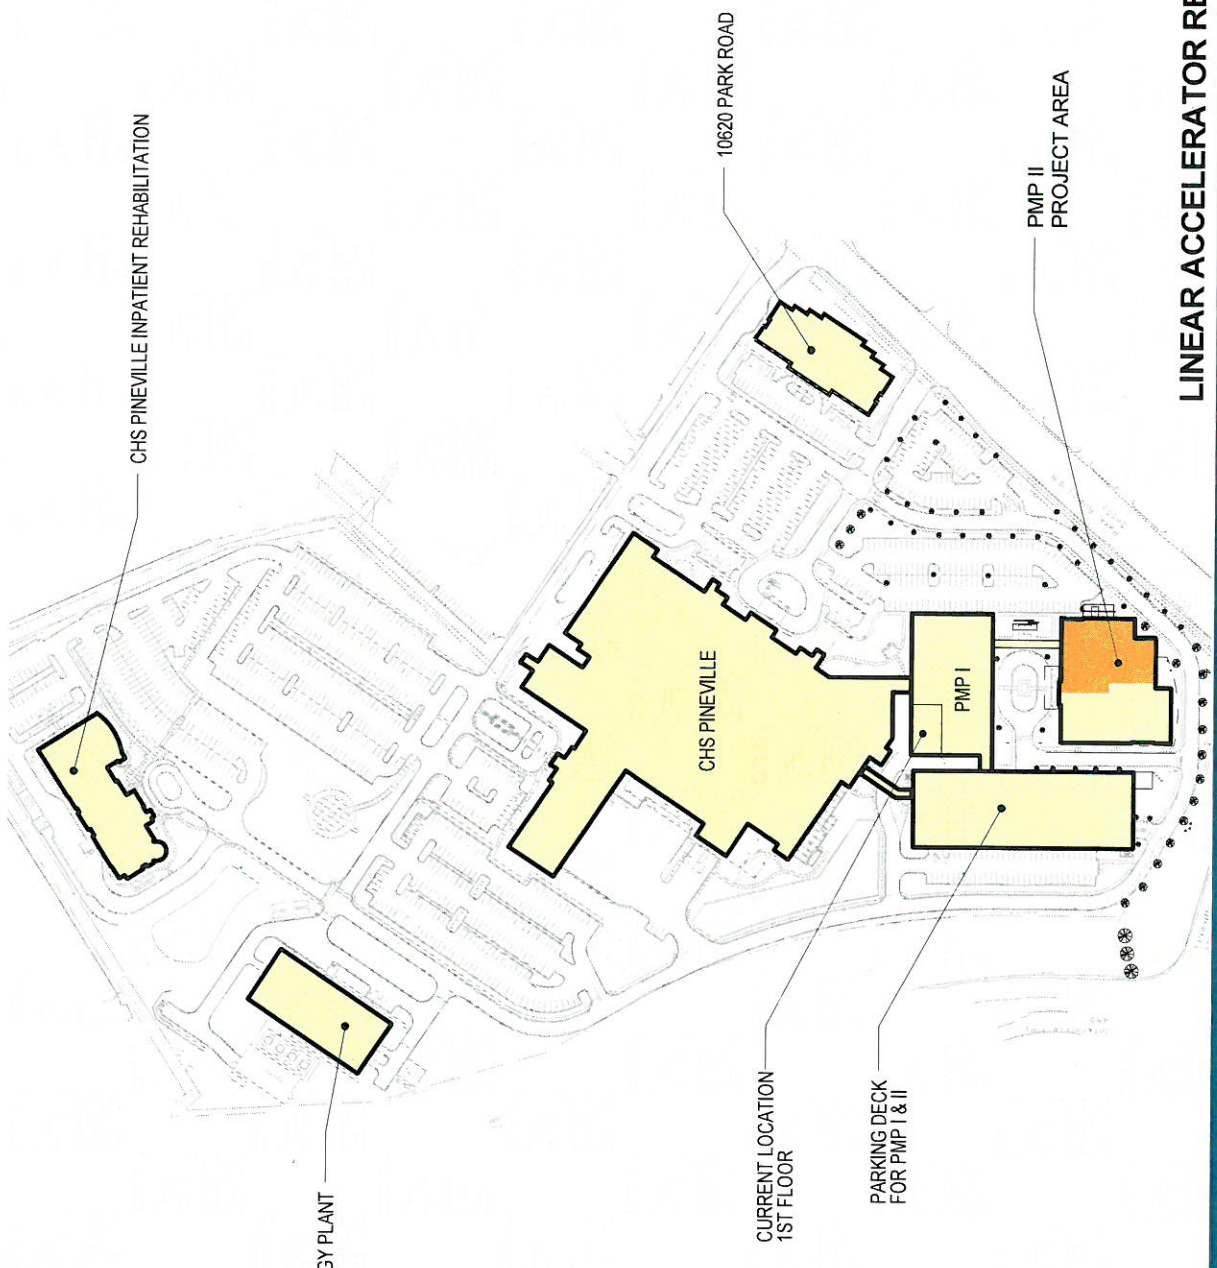 CHS PINEVILLE INPATIENT REHABILITATION
10620 PARK ROAD
PMP II
PROJECT AREA
CHS PINEVILLE
PMP I
GY PLANT
CURRENT LOCATION
1ST FLOOR
PARKING DECK
FOR PMP I & II
LINEAR ACCELERATOR RE